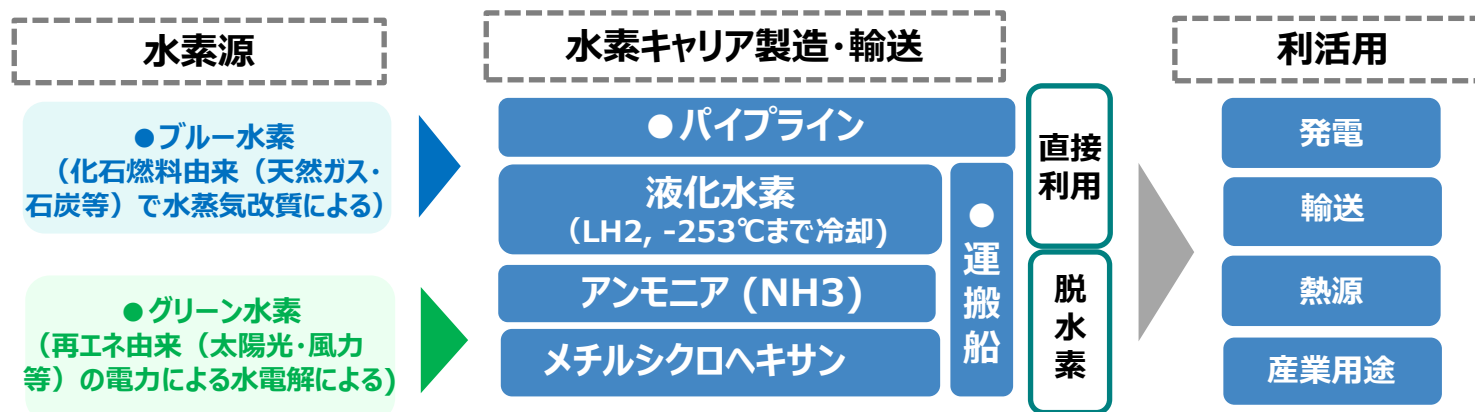 水素源
●ブルー水素
（化石燃料由来（天然ガス・
石炭等）で水蒸気改質による）
●グリーン水素
（再エネ由来（太陽光・風力
等）の電力による水電解による)
水素キャリア製造・輸送
●パイプライン
液化水素
（LH2, -253℃まで冷却)
アンモニア (NH3)
メチルシクロヘキサン
●運搬船
直接
利用
脱水素
利活用
発電
輸送
熱源
産業用途